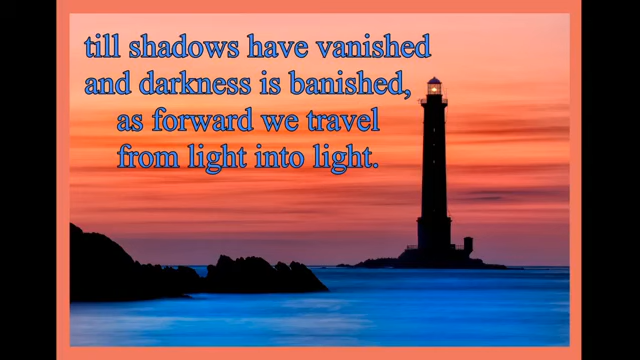 till shadows have vanished
and darkness is banished,
as forward we travel
from light into light.